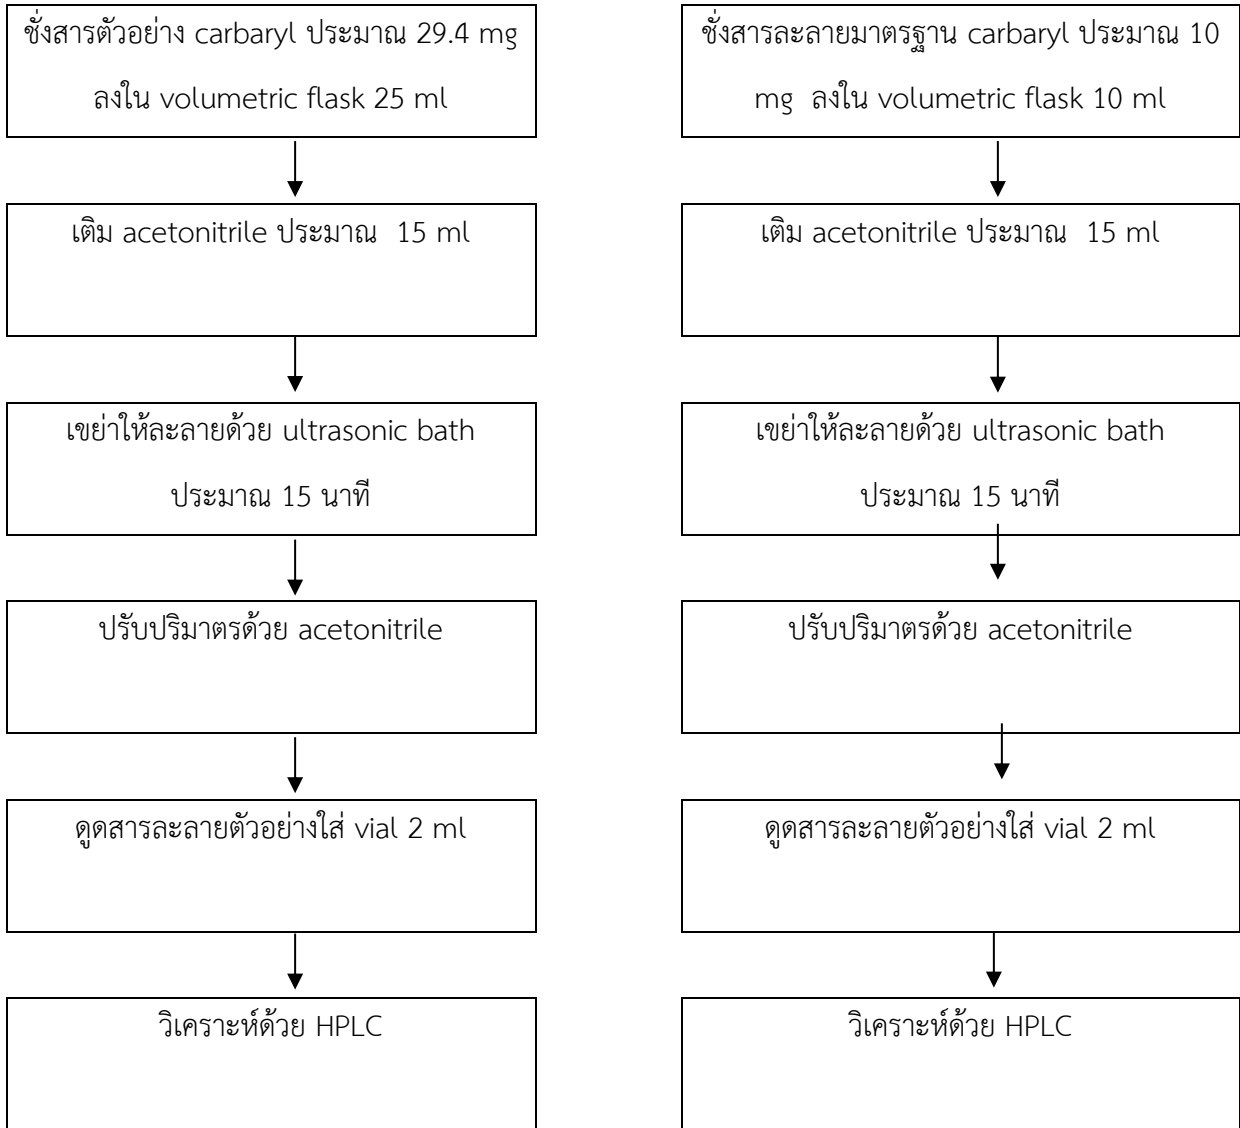 ชั่งสารตัวอย่าง carbaryl ประมาณ 29.4 mg
ลงใน volumetric flask 25 ml
เติม acetonitrile ประมาณ 15 ml
เขย่าให้ละลายด้วย ultrasonic bath
ประมาณ 15 นาที
ปรับปริมาตรด้วย acetonitrile
ดูดสารละลายตัวอย่างใส่ vial 2 ml
วิเคราะห์ด้วย HPLC
ชั่งสารละลายมาตรฐาน carbaryl ประมาณ 10
mg ลงใน volumetric flask 10 ml
เติม acetonitrile ประมาณ 15 ml
เขย่าให้ละลายด้วย ultrasonic bath
ประมาณ 15 นาที
ปรับปริมาตรด้วย acetonitrile
ดูดสารละลายตัวอย่างใส่ vial 2 ml
วิเคราะห์ด้วย HPLC